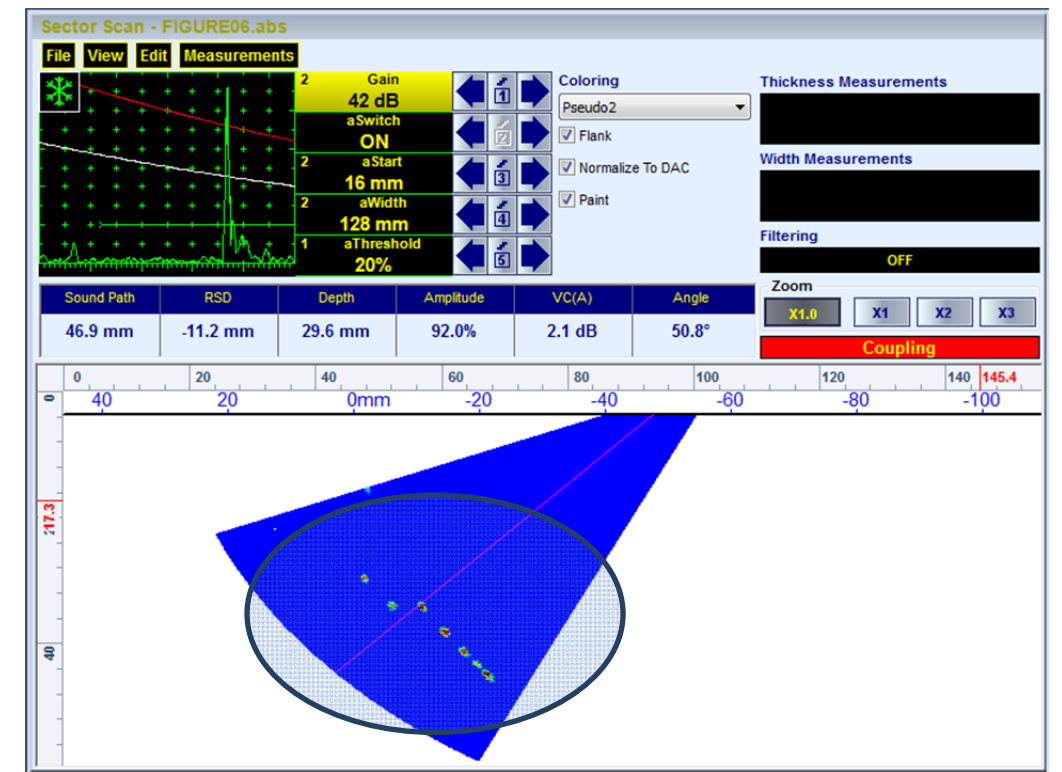 Sector Scan - FIGURE06.abs
File View Edit Measurements
2 Gain
42 dB
1
aSwitch
ON
2
2 aStart
16 mm
3
2 aWidth
128 mm
4
1 aThreshold
20%
5
Coloring
Pseudo2
Flank
Normalize To DAC
Paint
Thickness Measurements
Width Measurements
Filtering
OFF
Zoom
X1.0 X1 X2 X3
Coupling
Sound Path RSD Depth Amplitude VC(A) Angle
46.9 mm -11.2 mm 29.6 mm 92.0% 2.1 dB 50.8°
0 20 40 60 80 100 120 140 145.4
40 20 0mm -20 -40 -60 -80 -100
0
17.3
40